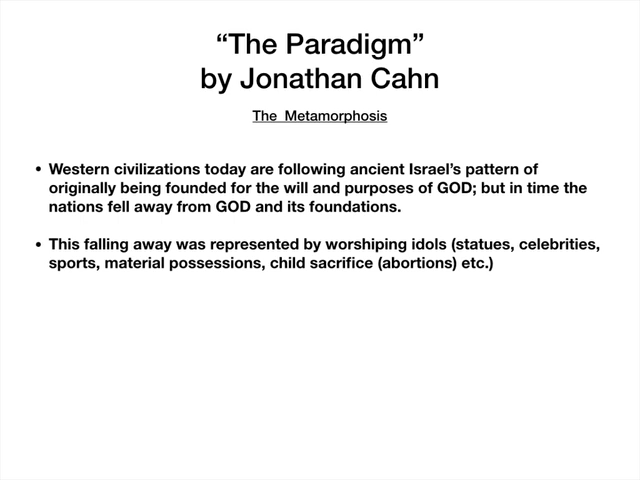 “The Paradigm”
by Jonathan Cahn
The  Metamorphosis
• Western civilizations today are following ancient Israel’s pattern of
originally being founded for the will and purposes of GOD; but in time the
nations fell away from GOD and its foundations.
• This falling away was represented by worshiping idols (statues, celebrities,
sports, material possessions, child sacrifice (abortions) etc.)